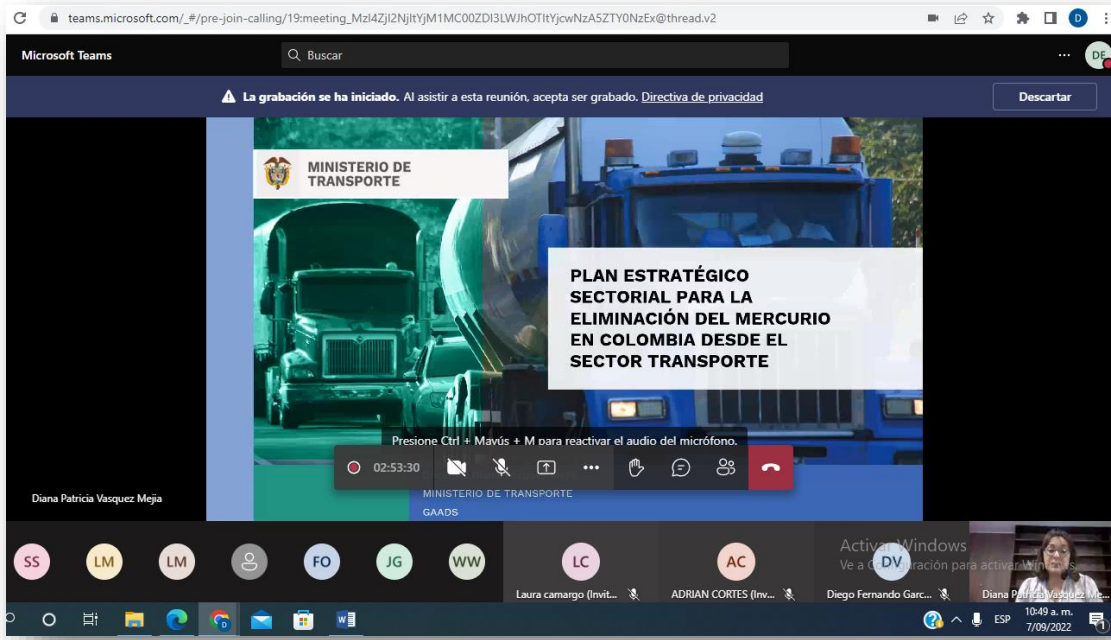 teams.microsoft.com/_#/pre-join-calling/19:meeting_MzI4ZjI2NjItYjM1MC00ZDI3LWJhOTItYjcwNzA5ZTY0NzEx@thread.v2
D
Microsoft Teams
Buscar
DE
La grabación se ha iniciado. Al asistir a esta reunión, acepta ser grabado. Directiva de privacidad
Descartar
MINISTERIO DE
TRANSPORTE
PLAN ESTRATÉGICO
SECTORIAL PARA LA
ELIMINACIÓN DEL MERCURIO
EN COLOMBIA DESDE EL
SECTOR TRANSPORTE
Presione Ctrl + Mayús + M para reactivar el audio del micrófono.
02:53:30
MINISTERIO DE TRANSPORTE
GAADS
Diana Patricia Vasquez Mejia
SS
LM
LM
FO
JG
WW
LC
AC
DV
Laura camargo (Invit...
ADRIAN CORTES (Inv...
Diego Fernando Garc...
Diana Patricia Vasquez Me...
Activar Windows
Ve a Configuración para activar Windows.
ESP
10:49 a. m.
7/09/2022